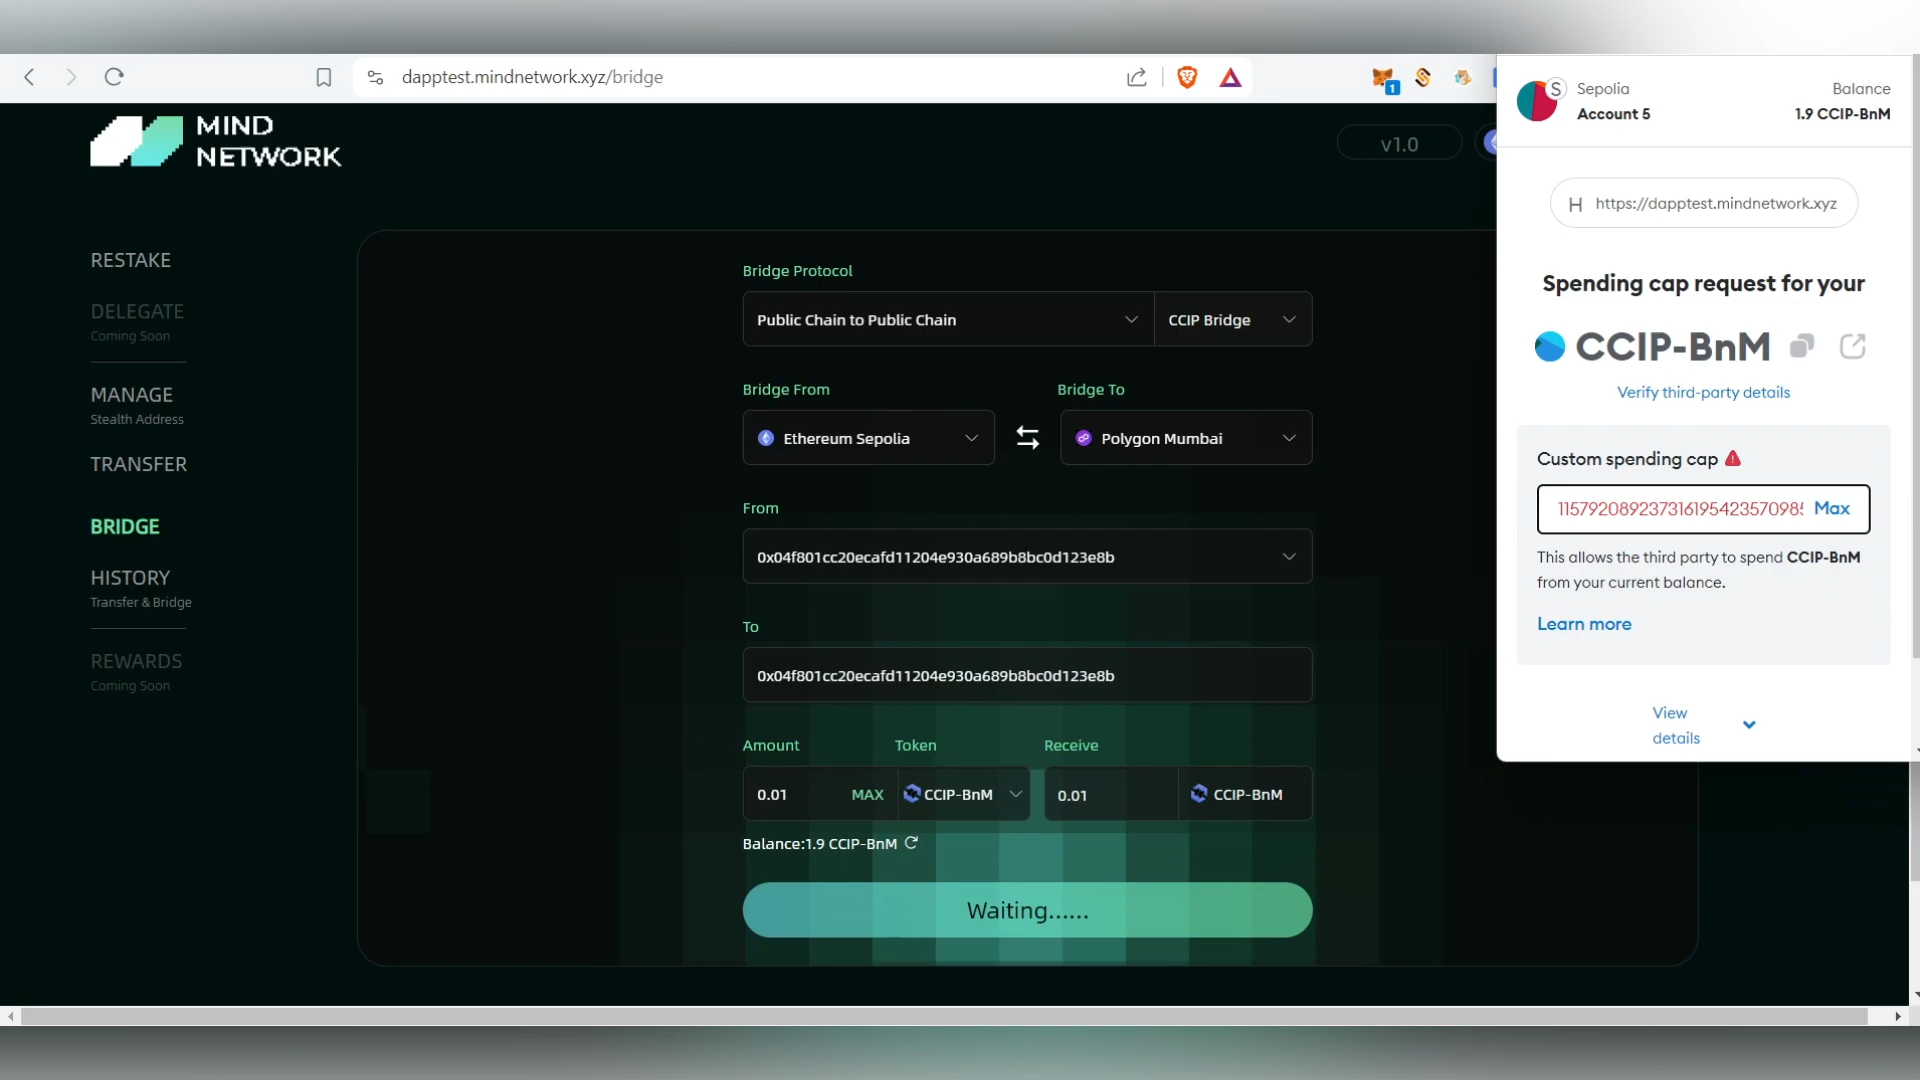 dapptest.mindnetwork.xyz/bridge
1
MIND
NETWORK
v1.0
RESTAKE
DELEGATE
Coming Soon
MANAGE
Stealth Address
TRANSFER
BRIDGE
HISTORY
Transfer & Bridge
REWARDS
Coming Soon
Bridge Protocol
Public Chain to Public Chain
CCIP Bridge
Bridge From
Bridge To
Ethereum Sepolia
Polygon Mumbai
From
0x04f801cc20ecafd11204e930a689b8bc0d123e8b
To
0x04f801cc20ecafd11204e930a689b8bc0d123e8b
Amount
Token
Receive
0.01
MAX
CCIP-BnM
0.01
CCIP-BnM
Balance:1.9 CCIP-BnM
Waiting......
S
Sepolia
Balance
Account 5
1.9 CCIP-BnM
H https://dapptest.mindnetwork.xyz
Spending cap request for your
CCIP-BnM
Verify third-party details
Custom spending cap
11579208923731619542357098
Max
This allows the third party to spend CCIP-BnM
from your current balance.
Learn more
View
details